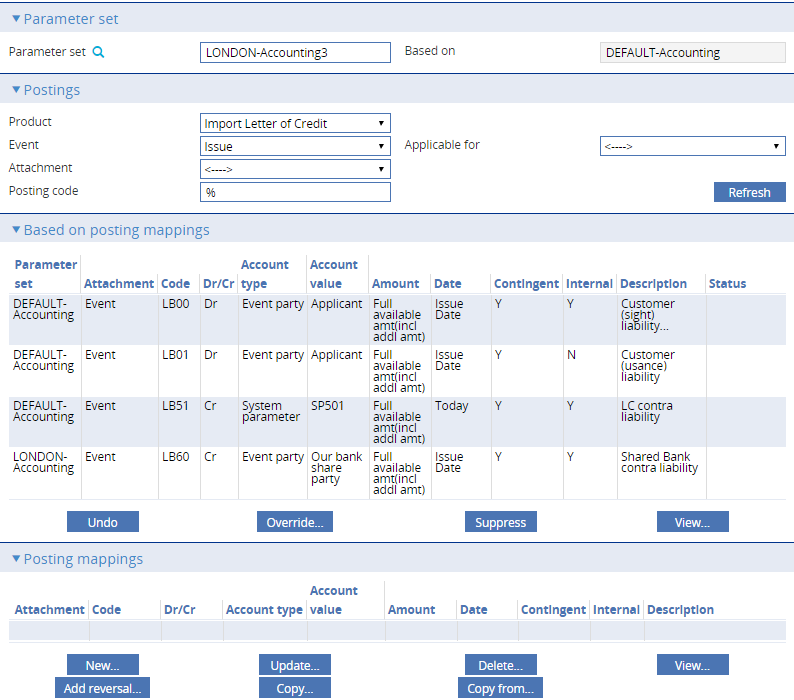 Parameter set
Parameter set LONDON-Accounting3 Based on DEFAULT-Accounting
Postings
Product Import Letter of Credit
Event Issue Applicable for <---->
Attachment <---->
Posting code % Refresh
Based on posting mappings
Parameter set Attachment Code Dr/Cr Account type Account value Amount Date Contingent Internal Description Status
DEFAULT-Accounting Event LB00 Dr Event party Applicant Full available amt(incl addl amt) Issue Date Y Y Customer (sight) liability...
DEFAULT-Accounting Event LB01 Dr Event party Applicant Full available amt(incl addl amt) Issue Date Y N Customer (usance) liability
DEFAULT-Accounting Event LB51 Cr System parameter SP501 Full available amt(incl addl amt) Today Y Y LC contra liability
LONDON-Accounting Event LB60 Cr Event party Our bank share party Full available amt(incl addl amt) Issue Date Y Y Shared Bank contra liability
Undo Override... Suppress View...
Posting mappings
Attachment Code Dr/Cr Account type Account value Amount Date Contingent Internal Description
New... Update... Delete... View...
Add reversal... Copy... Copy from...